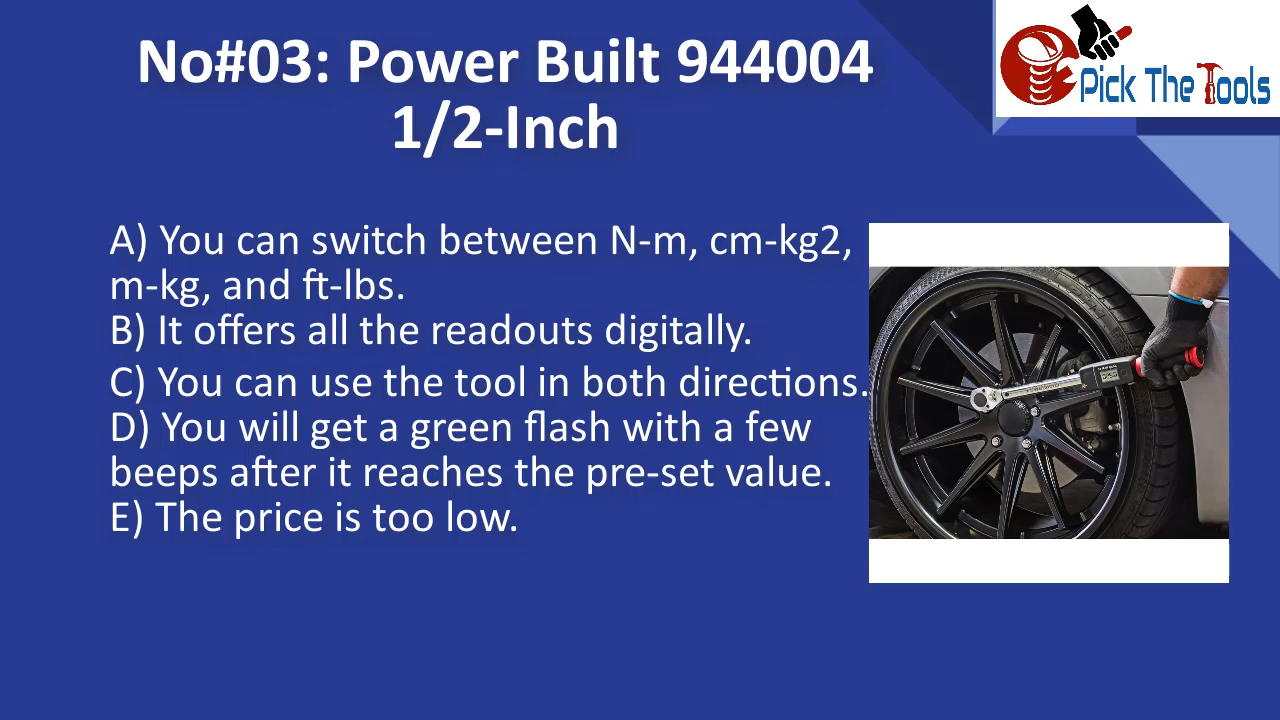 No#03: Power Built 944004
1/2-Inch
Pick The Tools
A) You can switch between N-m, cm-kg2,
m-kg, and ft-lbs.
B) It offers all the readouts digitally.
C) You can use the tool in both directions.
D) You will get a green flash with a few
beeps after it reaches the pre-set value.
E) The price is too low.